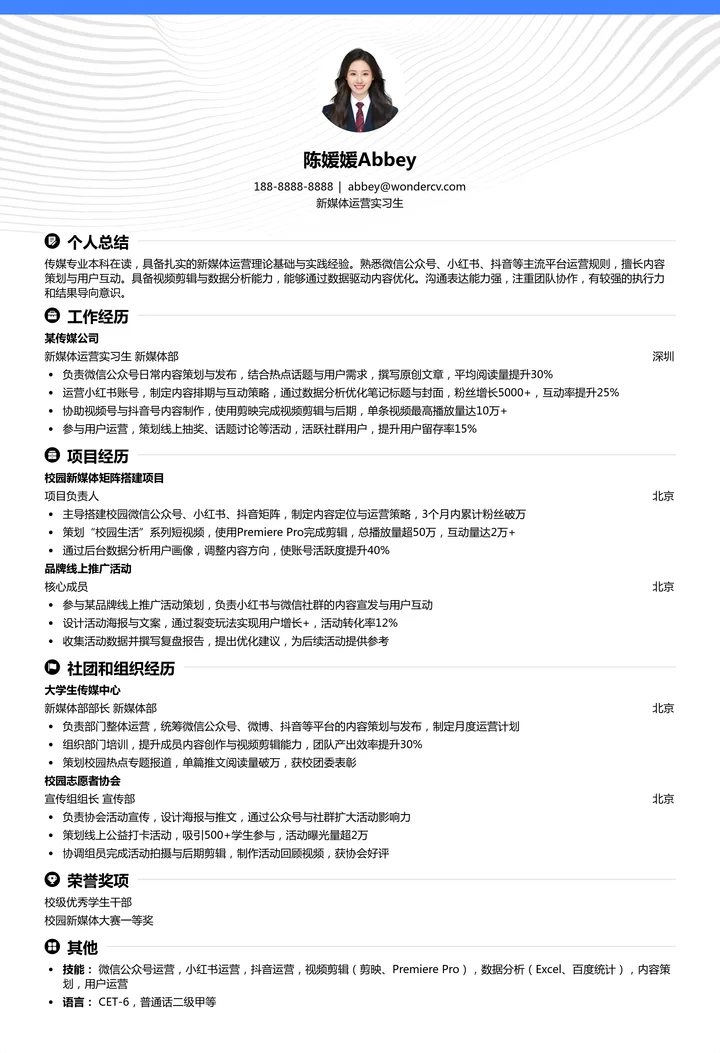 陈媛媛Abbey
188-8888-8888 | abbey@wondercv.com
新媒体运营实习生
个人总结
传媒专业本科在读，具备扎实的新媒体运营理论基础与实践经验。熟悉微信公众号、小红书、抖音等主流平台运营规则，擅长内容
策划与用户互动。具备视频剪辑与数据分析能力，能够通过数据驱动内容优化。沟通表达能力强，注重团队协作，有较强的执行力
和结果导向意识。
工作经历
某传媒公司
新媒体运营实习生 新媒体部 深圳
• 负责微信公众号日常内容策划与发布，结合热点话题与用户需求，撰写原创文章，平均阅读量提升30%
• 运营小红书账号，制定内容排期与互动策略，通过数据分析优化笔记标题与封面，粉丝增长5000+，互动率提升25%
• 协助视频号与抖音号内容制作，使用剪映完成视频剪辑与后期，单条视频最高播放量达10万+
• 参与用户运营，策划线上抽奖、话题讨论等活动，活跃社群用户，提升用户留存率15%
项目经历
校园新媒体矩阵搭建项目
项目负责人 北京
• 主导搭建校园微信公众号、小红书、抖音矩阵，制定内容定位与运营策略，3个月内累计粉丝破万
• 策划“校园生活”系列短视频，使用Premiere Pro完成剪辑，总播放量超50万，互动量达2万+
• 通过后台数据分析用户画像，调整内容方向，使账号活跃度提升40%
品牌线上推广活动
核心成员 北京
• 参与某品牌线上推广活动策划，负责小红书与微信社群的内容宣发与用户互动
• 设计活动海报与文案，通过裂变玩法实现用户增长+，活动转化率12%
• 收集活动数据并撰写复盘报告，提出优化建议，为后续活动提供参考
社团和组织经历
大学生传媒中心
新媒体部部长 新媒体部 北京
• 负责部门整体运营，统筹微信公众号、微博、抖音等平台的内容策划与发布，制定月度运营计划
• 组织部门培训，提升成员内容创作与视频剪辑能力，团队产出效率提升30%
• 策划校园热点专题报道，单篇推文阅读量破万，获校团委表彰
校园志愿者协会
宣传组组长 宣传部 北京
• 负责协会活动宣传，设计海报与推文，通过公众号与社群扩大活动影响力
• 策划线上公益打卡活动，吸引500+学生参与，活动曝光量超2万
• 协调组员完成活动拍摄与后期剪辑，制作活动回顾视频，获协会好评
荣誉奖项
校级优秀学生干部
校园新媒体大赛一等奖
其他
• 技能： 微信公众号运营，小红书运营，抖音运营，视频剪辑（剪映、Premiere Pro），数据分析（Excel、百度统计），内容策
划，用户运营
• 语言： CET-6，普通话二级甲等